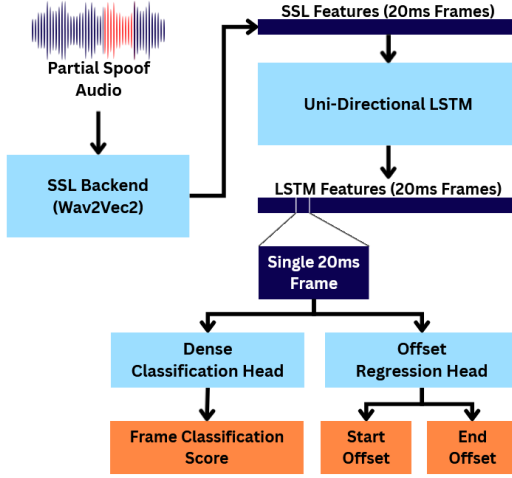 Partial Spoof
Audio
SSL Backend
(Wav2Vec2)
SSL Features (20ms Frames)
Uni-Directional LSTM
LSTM Features (20ms Frames)
Single 20ms
Frame
Dense
Classification Head
Offset
Regression Head
Frame Classification
Score
Start
Offset
End
Offset